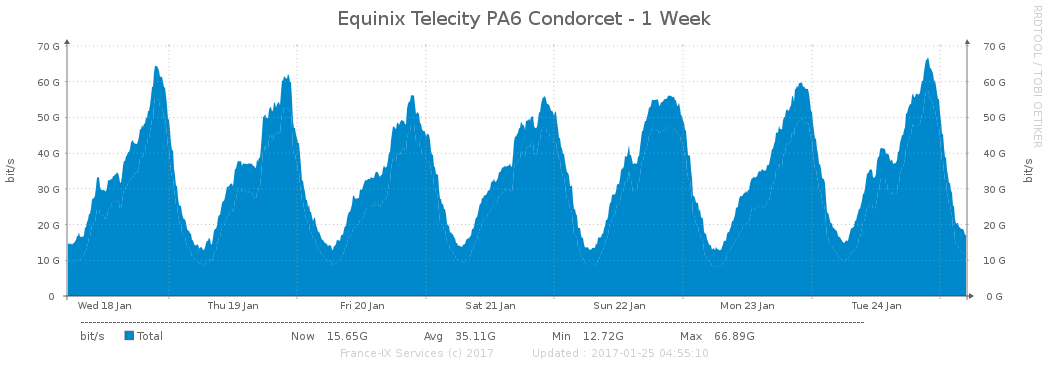 Equinix Telecity PA6 Condorcet - 1 Week
RRDTOOL / TOBI OETIKER
bit/s
70 G
60 G
50 G
40 G
30 G
20 G
10 G
0
70 G
60 G
50 G
40 G
30 G
20 G
10 G
0 G
bit/s
Wed 18 Jan Thu 19 Jan Fri 20 Jan Sat 21 Jan Sun 22 Jan Mon 23 Jan Tue 24 Jan
bit/s Total Now 15.65G Avg 35.11G Min 12.72G Max 66.89G
France-IX Services (c) 2017 Updated : 2017-01-25 04:55:10